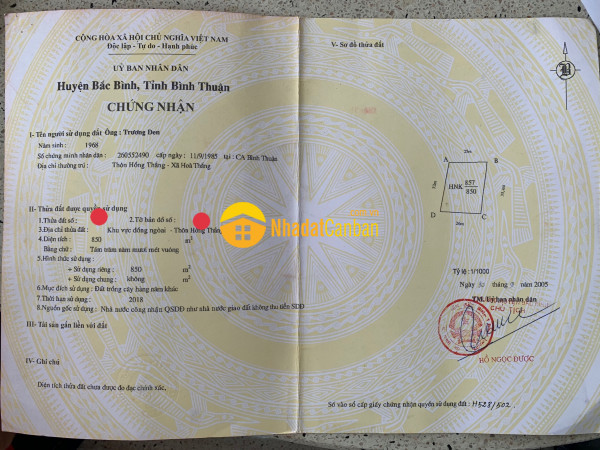 CỘNG HÒA XÃ HỘI CHỦ NGHĨA VIỆT NAM
Độc lập - Tự do - Hạnh phúc
UỶ BAN NHÂN DÂN
Huyện Bắc Bình, Tỉnh Bình Thuận
CHỨNG NHẬN
I- Tên người sử dụng đất Ông : Trương Đen
Năm sinh : 1968
Số chứng minh nhân dân : 260552490 cấp ngày : 11/9/1985 tại : CA Bình Thuận
Địa chỉ thường trú : Thôn Hồng Thắng - Xã Hoà Thắng
II- Thửa đất được quyền sử dụng
1.Thửa đất số : 2.Tờ bản đồ số :
3.Địa chỉ thửa đất : Khu vực đồng ngoài - Thôn Hồng Thắng
4.Diện tích : 850 m2
Bằng chữ : Tám trăm năm mươi mét vuông
5.Hình thức sử dụng :
+ Sử dụng riêng : 850 m2
+ Sử dụng chung : không m2
6.Mục đích sử dụng : Đất trồng cây hàng năm khác
7.Thời hạn sử dụng : 2018
8.Nguồn gốc sử dụng : Nhà nước công nhận QSDĐ như nhà nước giao đất không thu tiền SDĐ
III- Tài sản gắn liền với đất
IV- Ghi chú
Diện tích thửa đất chưa được đo đạc chính xác.
NhadatCanban
V- Sơ đồ thửa đất
A B
HNK 857
850
D C
Tỷ lệ : 1/1000
Ngày tháng 9 năm 2005
TM. Uỷ ban nhân dân
CHỦ TỊCH
HỒ NGỌC ĐƯỢC
Số vào sổ cấp giấy chứng nhận quyền sử dụng đất : H528/502